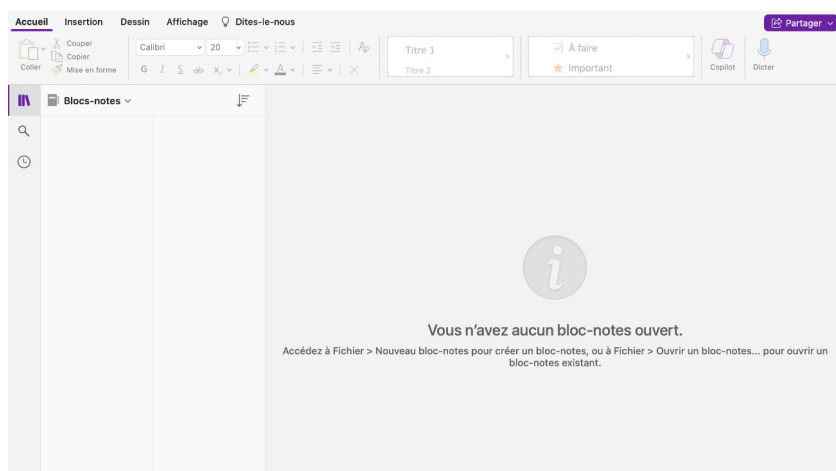 Accueil Insertion Dessin Affichage Dites-le-nous
Partager
Coller
Couper
Copier
Mise en forme
Calibri 20
G I S ab x A
Titre 1
Titre 2
À faire
Important
Copilot
Dicter
Blocs-notes
Vous n’avez aucun bloc-notes ouvert.
Accédez à Fichier > Nouveau bloc-notes pour créer un bloc-notes, ou à Fichier > Ouvrir un bloc-notes... pour ouvrir un
bloc-notes existant.